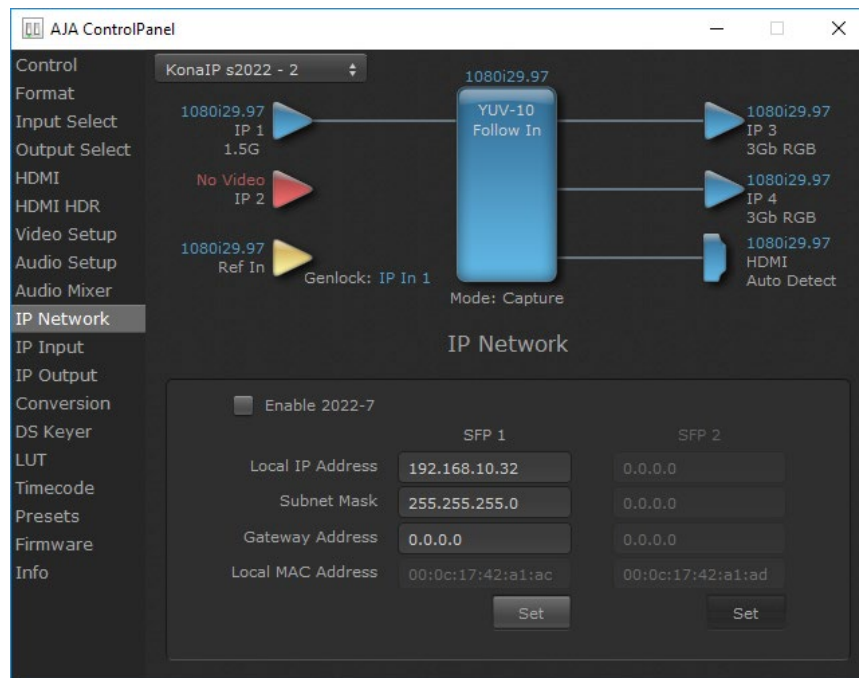 AJA ControlPanel
Control
Format
Input Select
Output Select
HDMI
HDMI HDR
Video Setup
Audio Setup
Audio Mixer
IP Network
IP Input
IP Output
Conversion
DS Keyer
LUT
Timecode
Presets
Firmware
Info
KonaIP s2022 - 2
1080i29.97
1080i29.97
IP 1
1.5G
No Video
IP 2
1080i29.97
Ref In
Genlock: IP In 1
YUV-10
Follow In
Mode: Capture
1080i29.97
IP 3
3Gb RGB
1080i29.97
IP 4
3Gb RGB
1080i29.97
HDMI
Auto Detect
IP Network
Enable 2022-7
SFP 1 SFP 2
Local IP Address 192.168.10.32 0.0.0.0
Subnet Mask 255.255.255.0 0.0.0.0
Gateway Address 0.0.0.0 0.0.0.0
Local MAC Address 00:0c:17:42:a1:ac 00:0c:17:42:a1:ad
Set Set